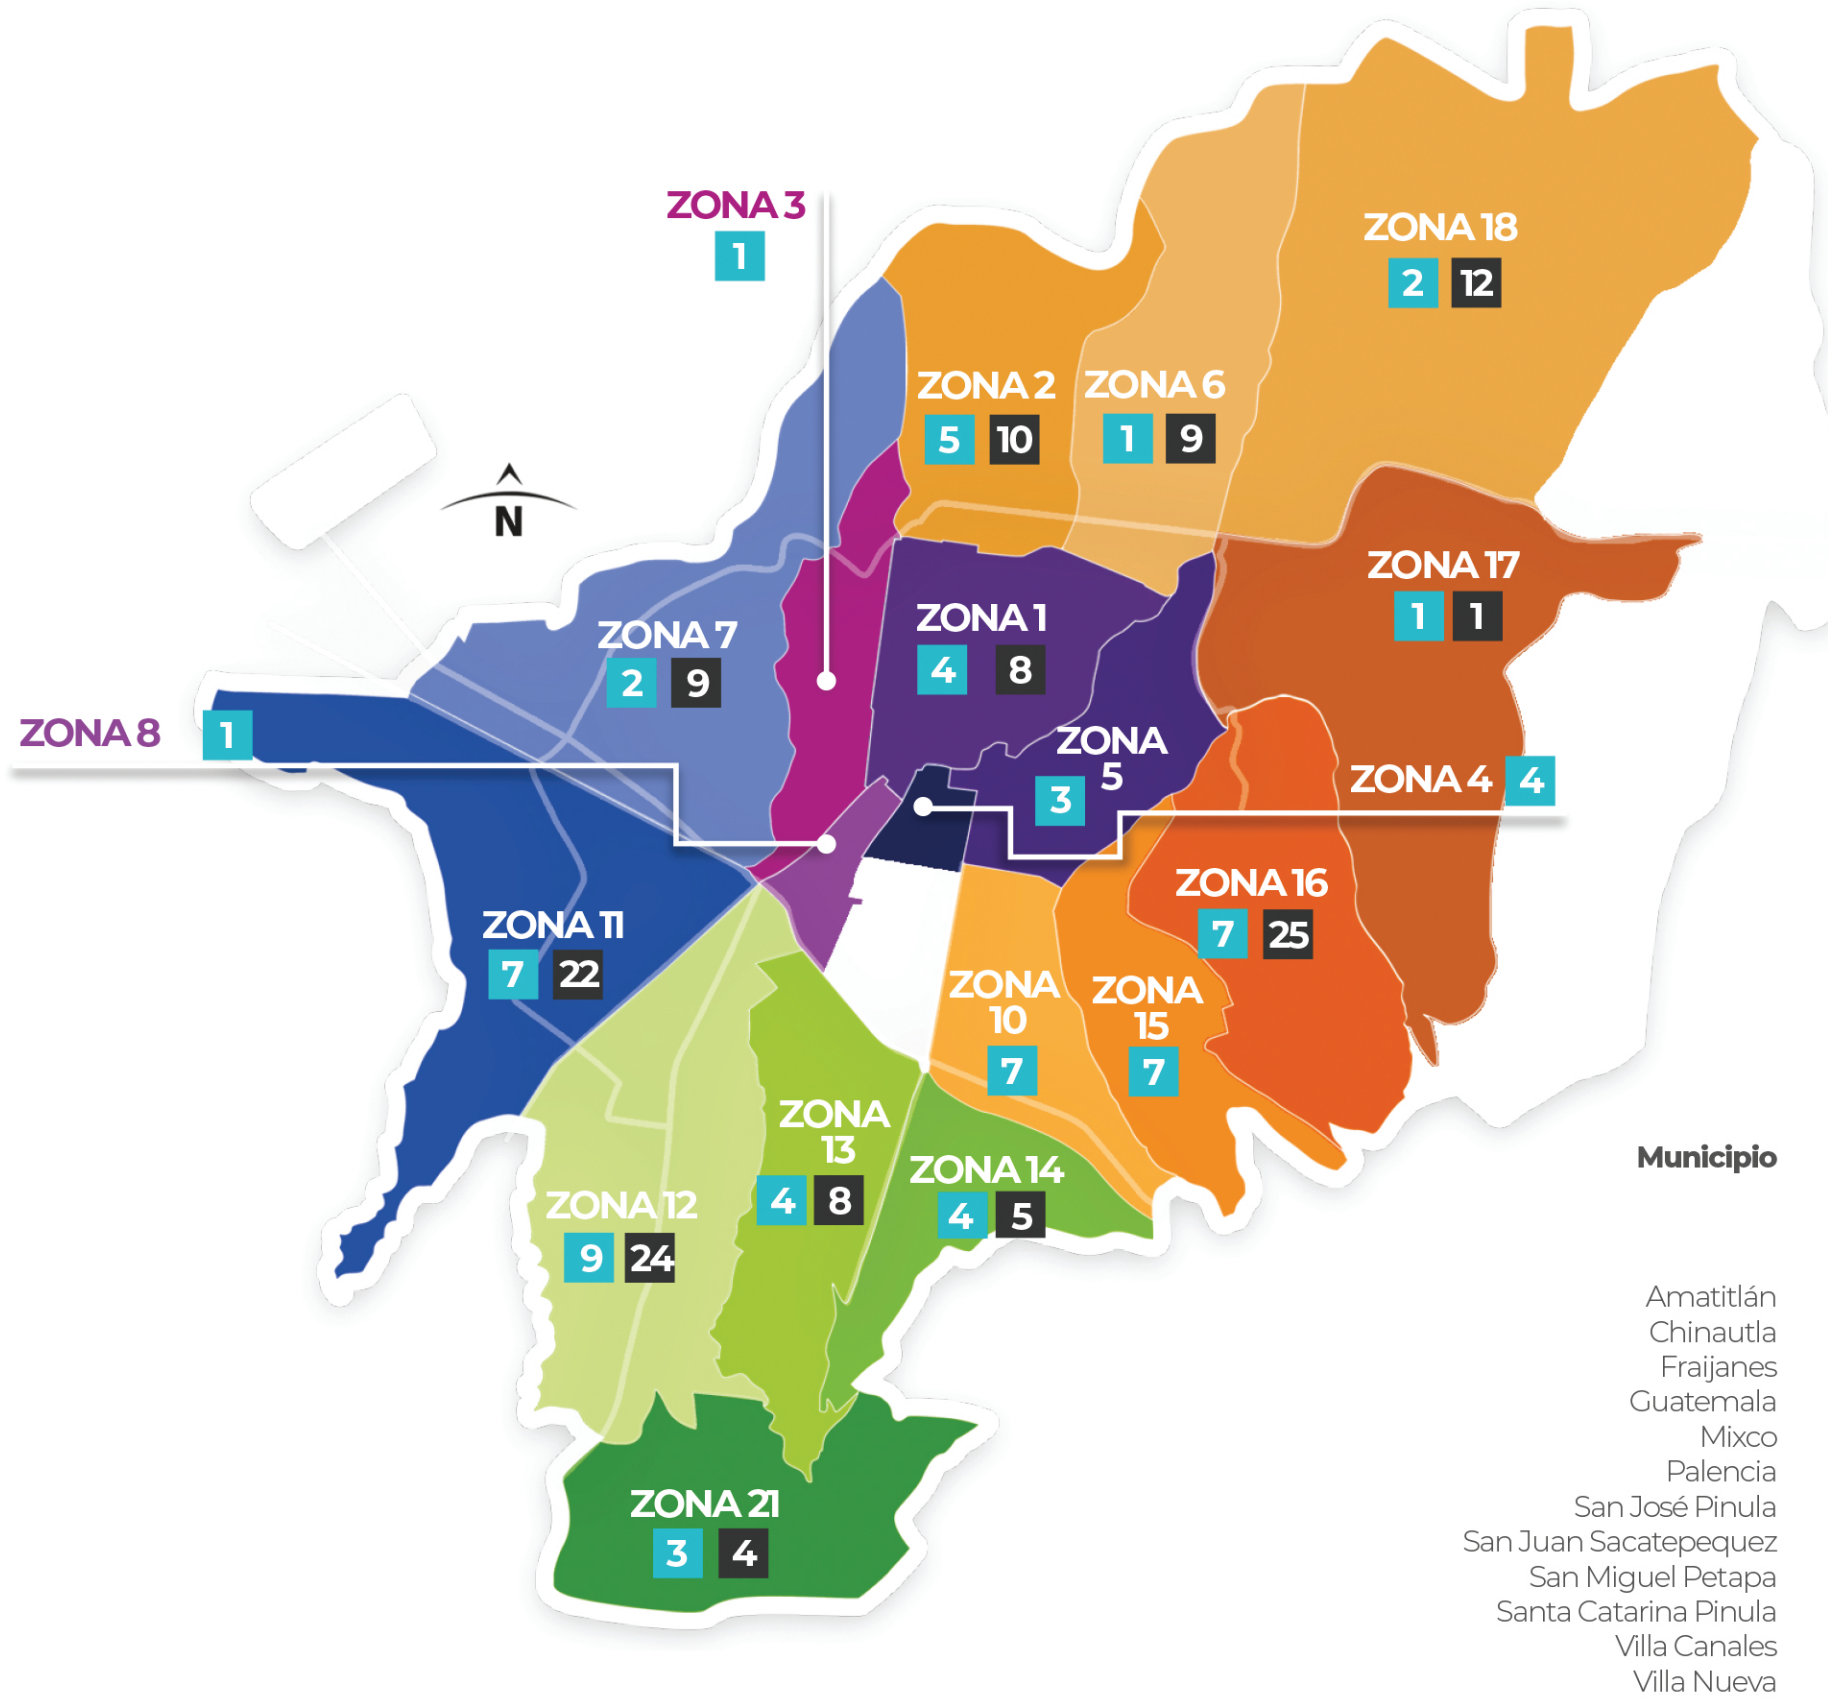 ZONA 3
1
ZONA 18
2 12
ZONA 2
5 10
ZONA 6
1 9
N
ZONA 17
1 1
ZONA 7
2 9
ZONA 1
4 8
ZONA 8 1
ZONA
5
3
ZONA 4 4
ZONA 16
7 25
ZONA 11
7 22
ZONA
10
7
ZONA
15
7
ZONA
13
4 8
ZONA 14
4 5
ZONA 12
9 24
ZONA 21
3 4
Municipio
Amatitlán
Chinautla
Fraijanes
Guatemala
Mixco
Palencia
San José Pinula
San Juan Sacatepequez
San Miguel Petapa
Santa Catarina Pinula
Villa Canales
Villa Nueva